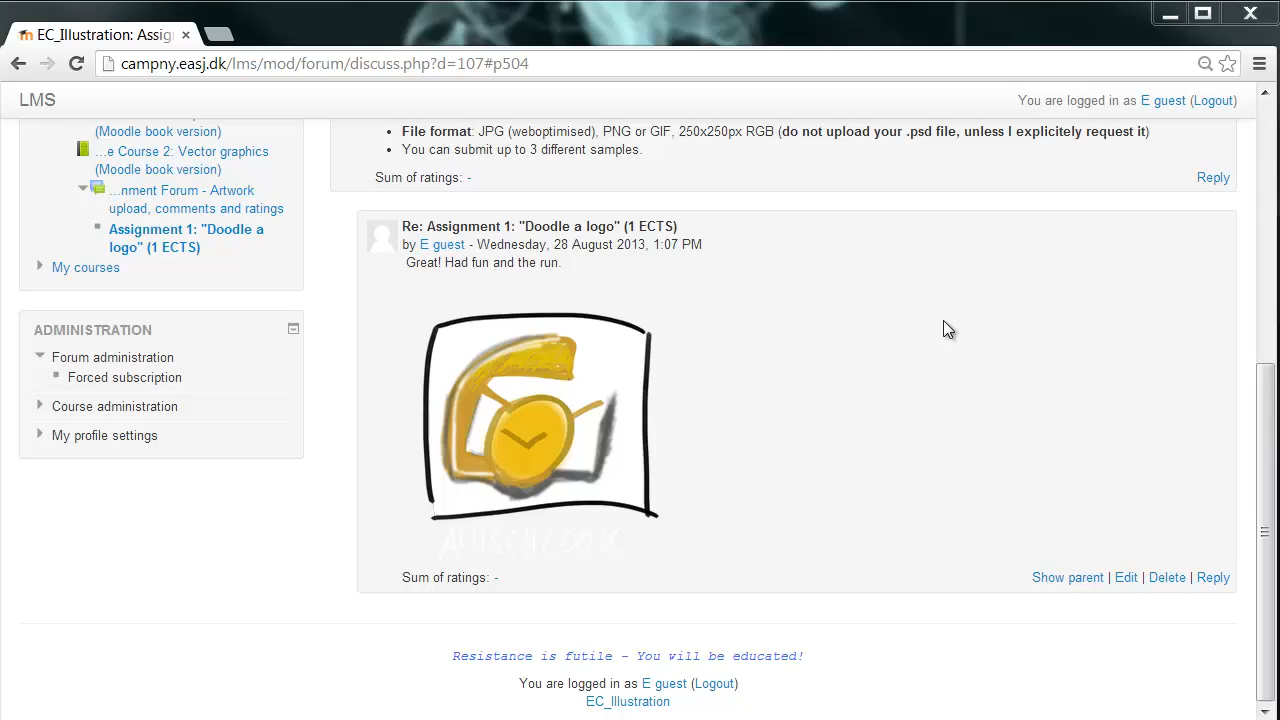 EC_Illustration: Assig
campny.easj.dk/lms/mod/forum/discuss.php?d=107#p504
LMS
You are logged in as E guest (Logout)
(Moodle book version)
...e Course 2: Vector graphics
(Moodle book version)
...nment Forum - Artwork
upload, comments and ratings
Assignment 1: "Doodle a
logo" (1 ECTS)
My courses
ADMINISTRATION
Forum administration
Forced subscription
Course administration
My profile settings
File format: JPG (weboptimised), PNG or GIF, 250x250px RGB (do not upload your .psd file, unless I explicitely request it)
You can submit up to 3 different samples.
Sum of ratings: -
Reply
Re: Assignment 1: "Doodle a logo" (1 ECTS)
by E guest - Wednesday, 28 August 2013, 1:07 PM
Great! Had fun and the run.
Sum of ratings: -
Show parent | Edit | Delete | Reply
Resistance is futile - You will be educated!
You are logged in as E guest (Logout)
EC_Illustration